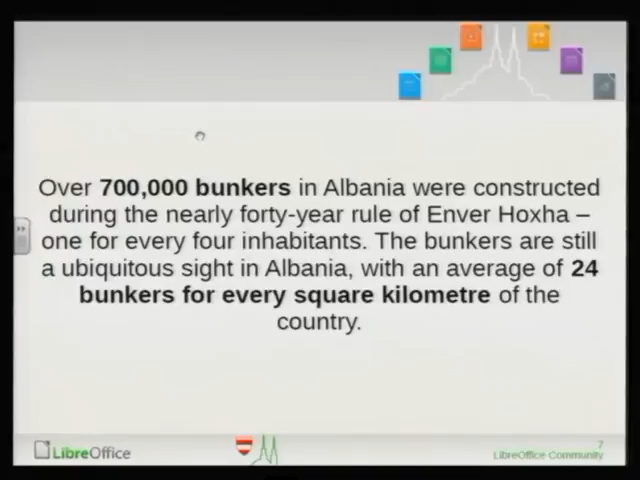 Over 700,000 bunkers in Albania were constructed
during the nearly forty-year rule of Enver Hoxha –
one for every four inhabitants. The bunkers are still
a ubiquitous sight in Albania, with an average of 24
bunkers for every square kilometre of the
country.
7
LibreOffice
LibreOffice Community